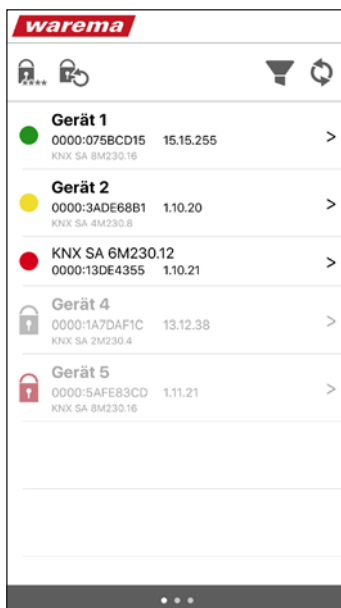 warema
****
Gerät 1
0000:075BCD15 15.15.255 >
KNX SA 8M230.16
Gerät 2
0000:3ADE68B1 1.10.20 >
KNX SA 4M230.8
KNX SA 6M230.12
0000:13DE4355 1.10.21 >
Gerät 4
0000:1A7DAF1C 13.12.38 >
KNX SA 2M230.4
Gerät 5
0000:5AFE83CD 1.11.21 >
KNX SA 8M230.16